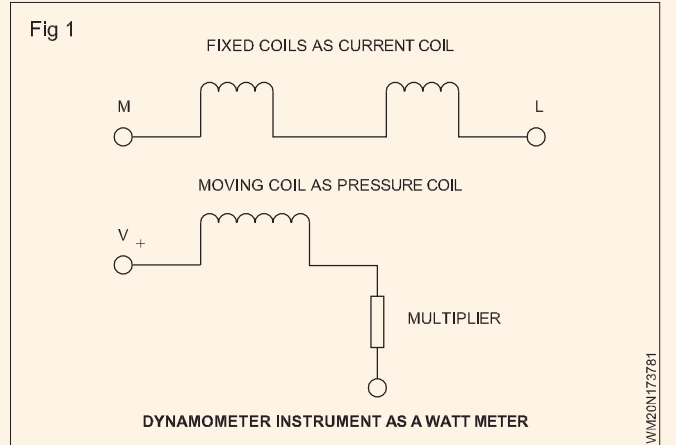 Fig 1
FIXED COILS AS CURRENT COIL
M
L
MOVING COIL AS PRESSURE COIL
V +
MULTIPLIER
DYNAMOMETER INSTRUMENT AS A WATT METER
WM20N173781